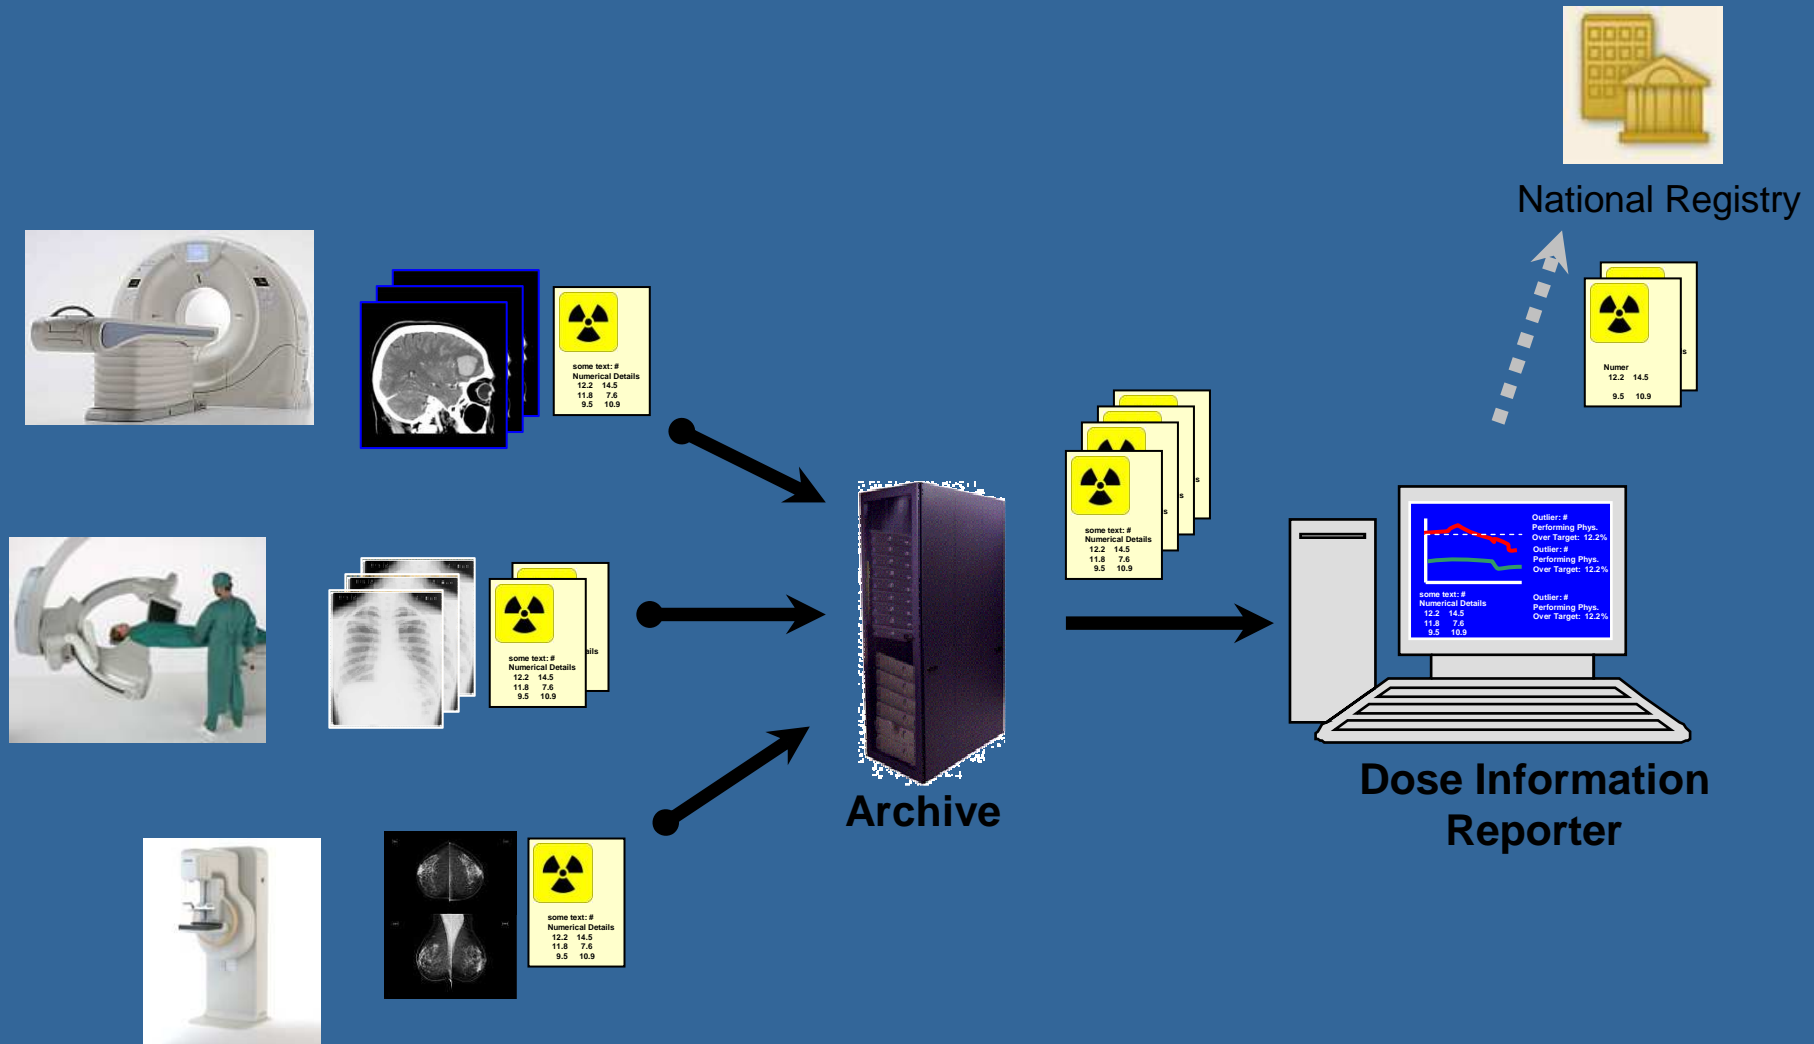 National Registry
Numer
12.2 14.5
9.5 10.9
s
some text: #
Numerical Details
12.2 14.5
11.8 7.6
9.5 10.9
some text: #
Numerical Details
12.2 14.5
11.8 7.6
9.5 10.9
s
s
Outlier: #
Performing Phys.
Over Target: 12.2%
Outlier: #
Performing Phys.
Over Target: 12.2%
Outlier: #
Performing Phys.
Over Target: 12.2%
some text: #
Numerical Details
12.2 14.5
11.8 7.6
9.5 10.9
some text: #
Numerical Details
12.2 14.5
11.8 7.6
9.5 10.9
ails
Archive
Dose Information
Reporter
some text: #
Numerical Details
12.2 14.5
11.8 7.6
9.5 10.9